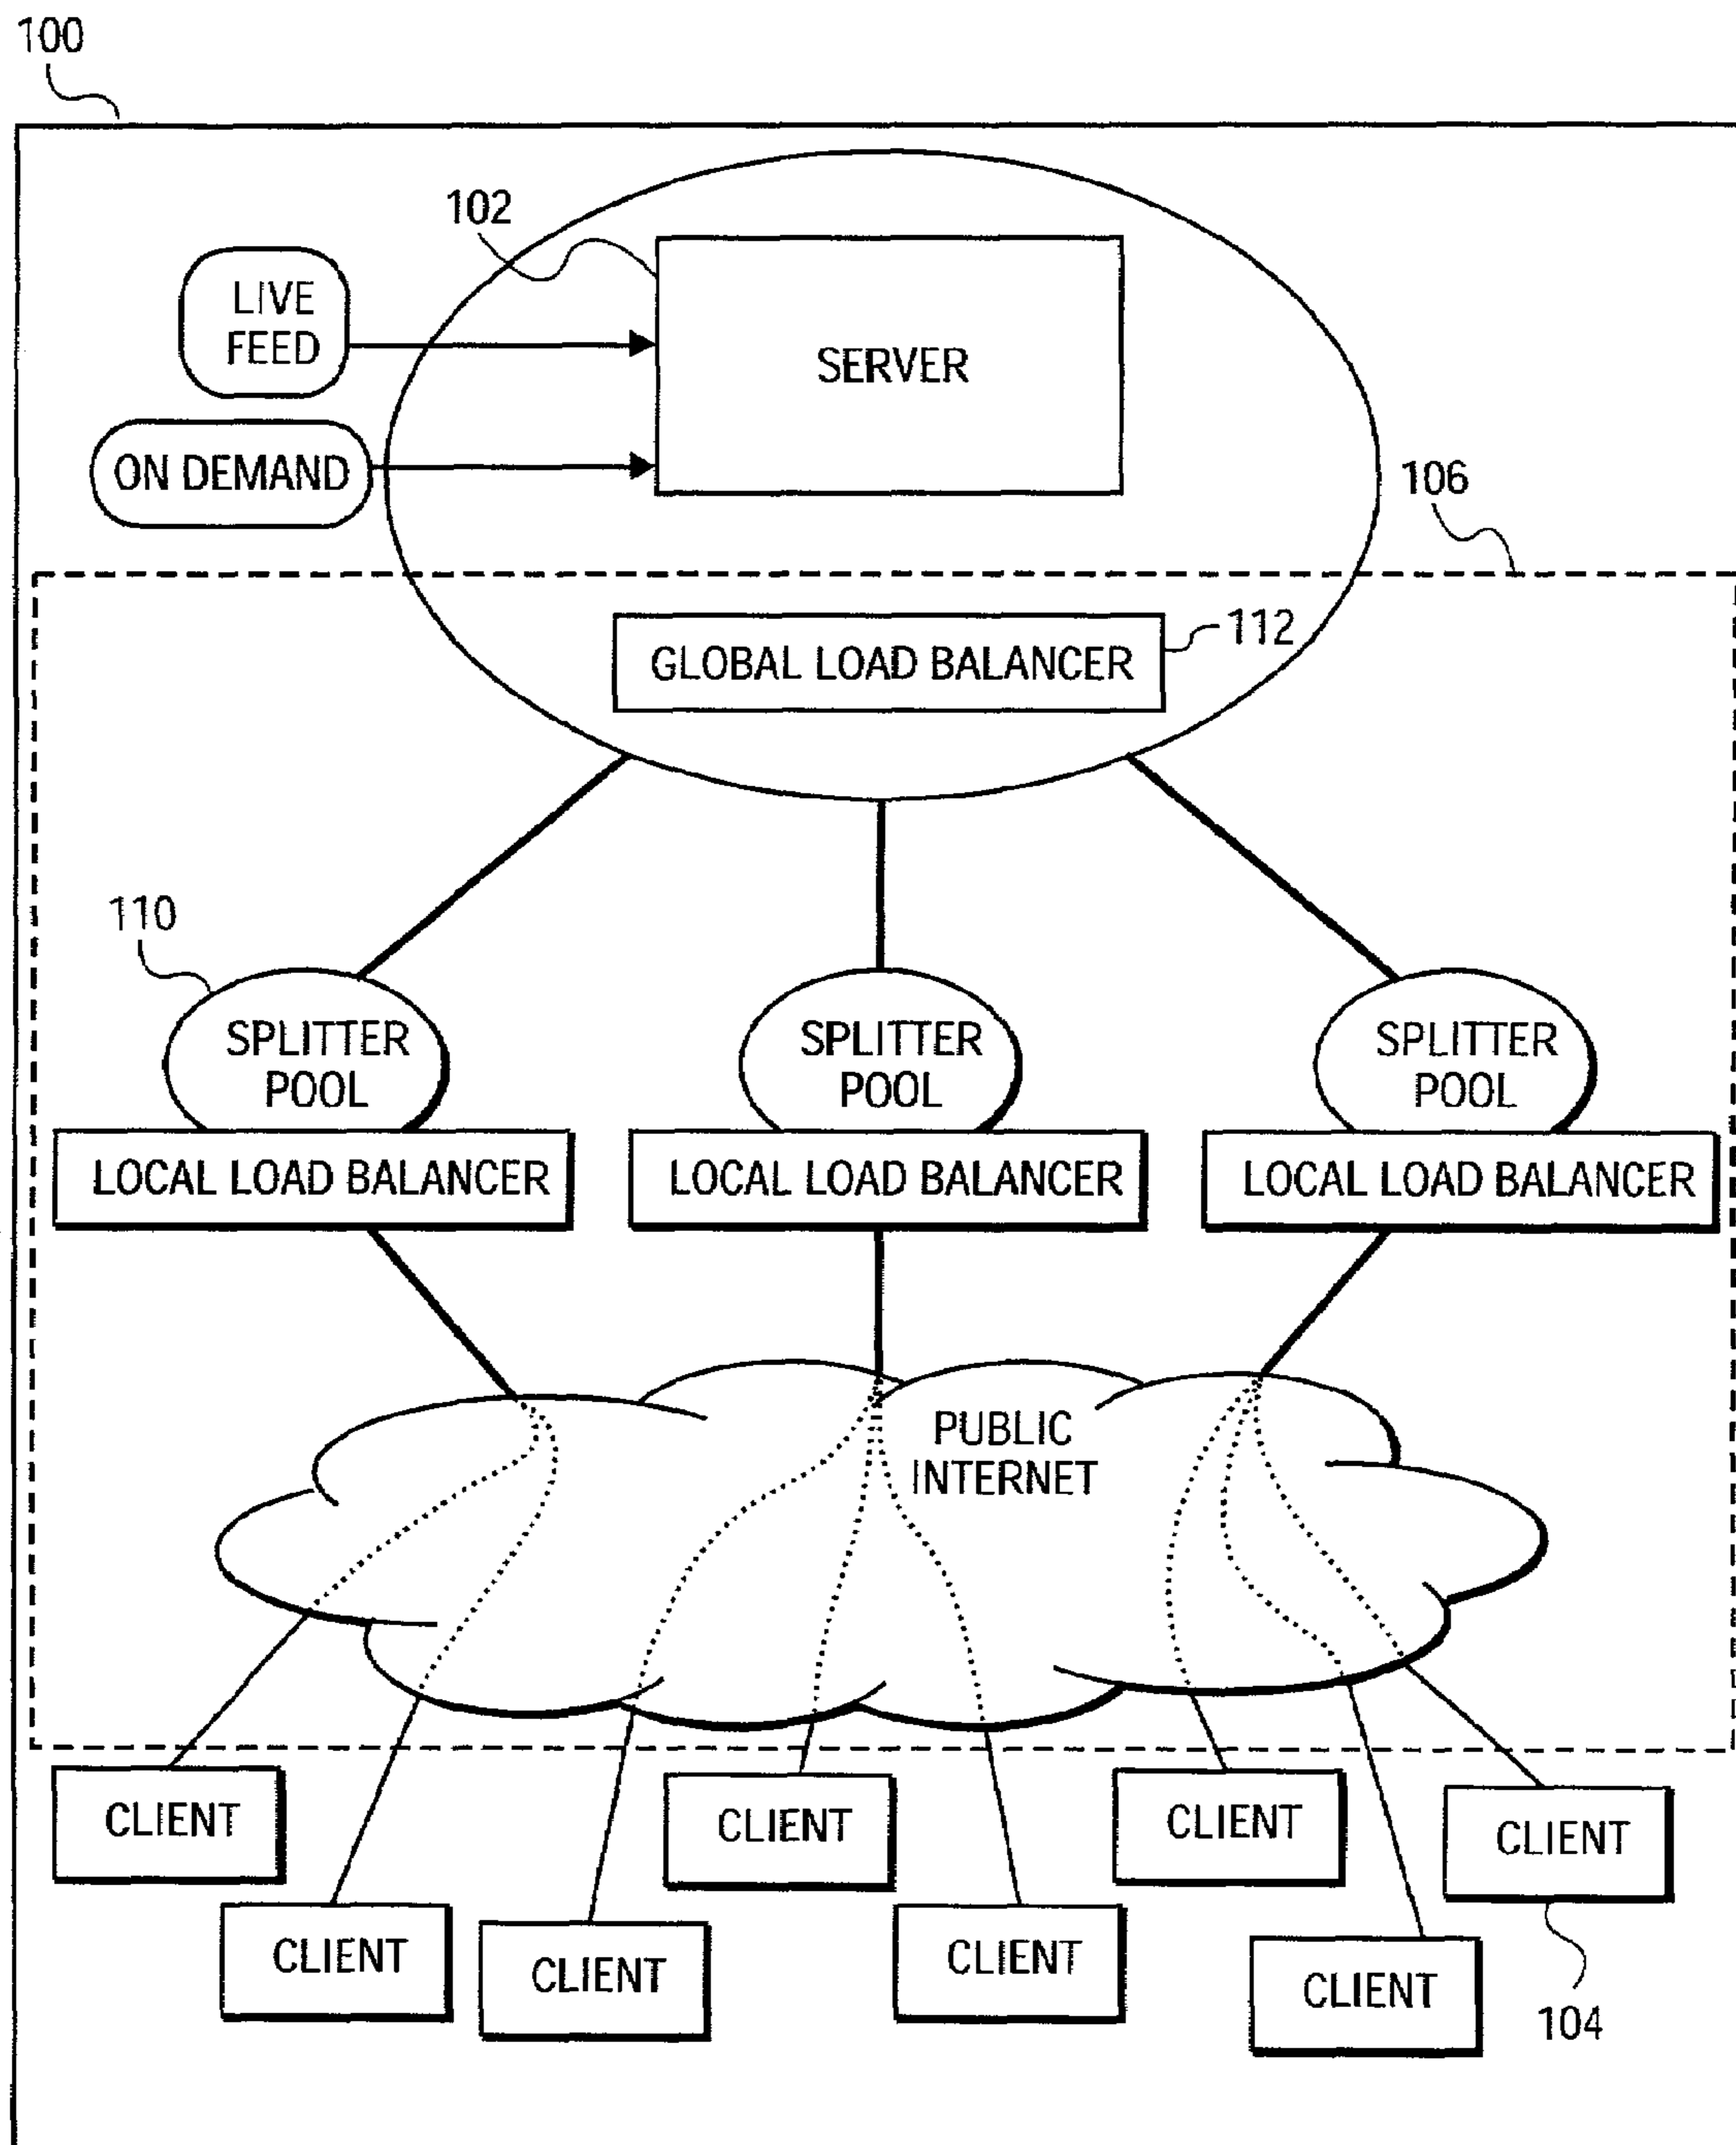 100
102
LIVE
FEED
SERVER
ON DEMAND
106
112
GLOBAL LOAD BALANCER
110
SPLITTER
POOL
SPLITTER
POOL
SPLITTER
POOL
LOCAL LOAD BALANCER
LOCAL LOAD BALANCER
LOCAL LOAD BALANCER
PUBLIC
INTERNET
CLIENT
CLIENT
CLIENT
CLIENT
CLIENT
CLIENT
CLIENT
CLIENT
104